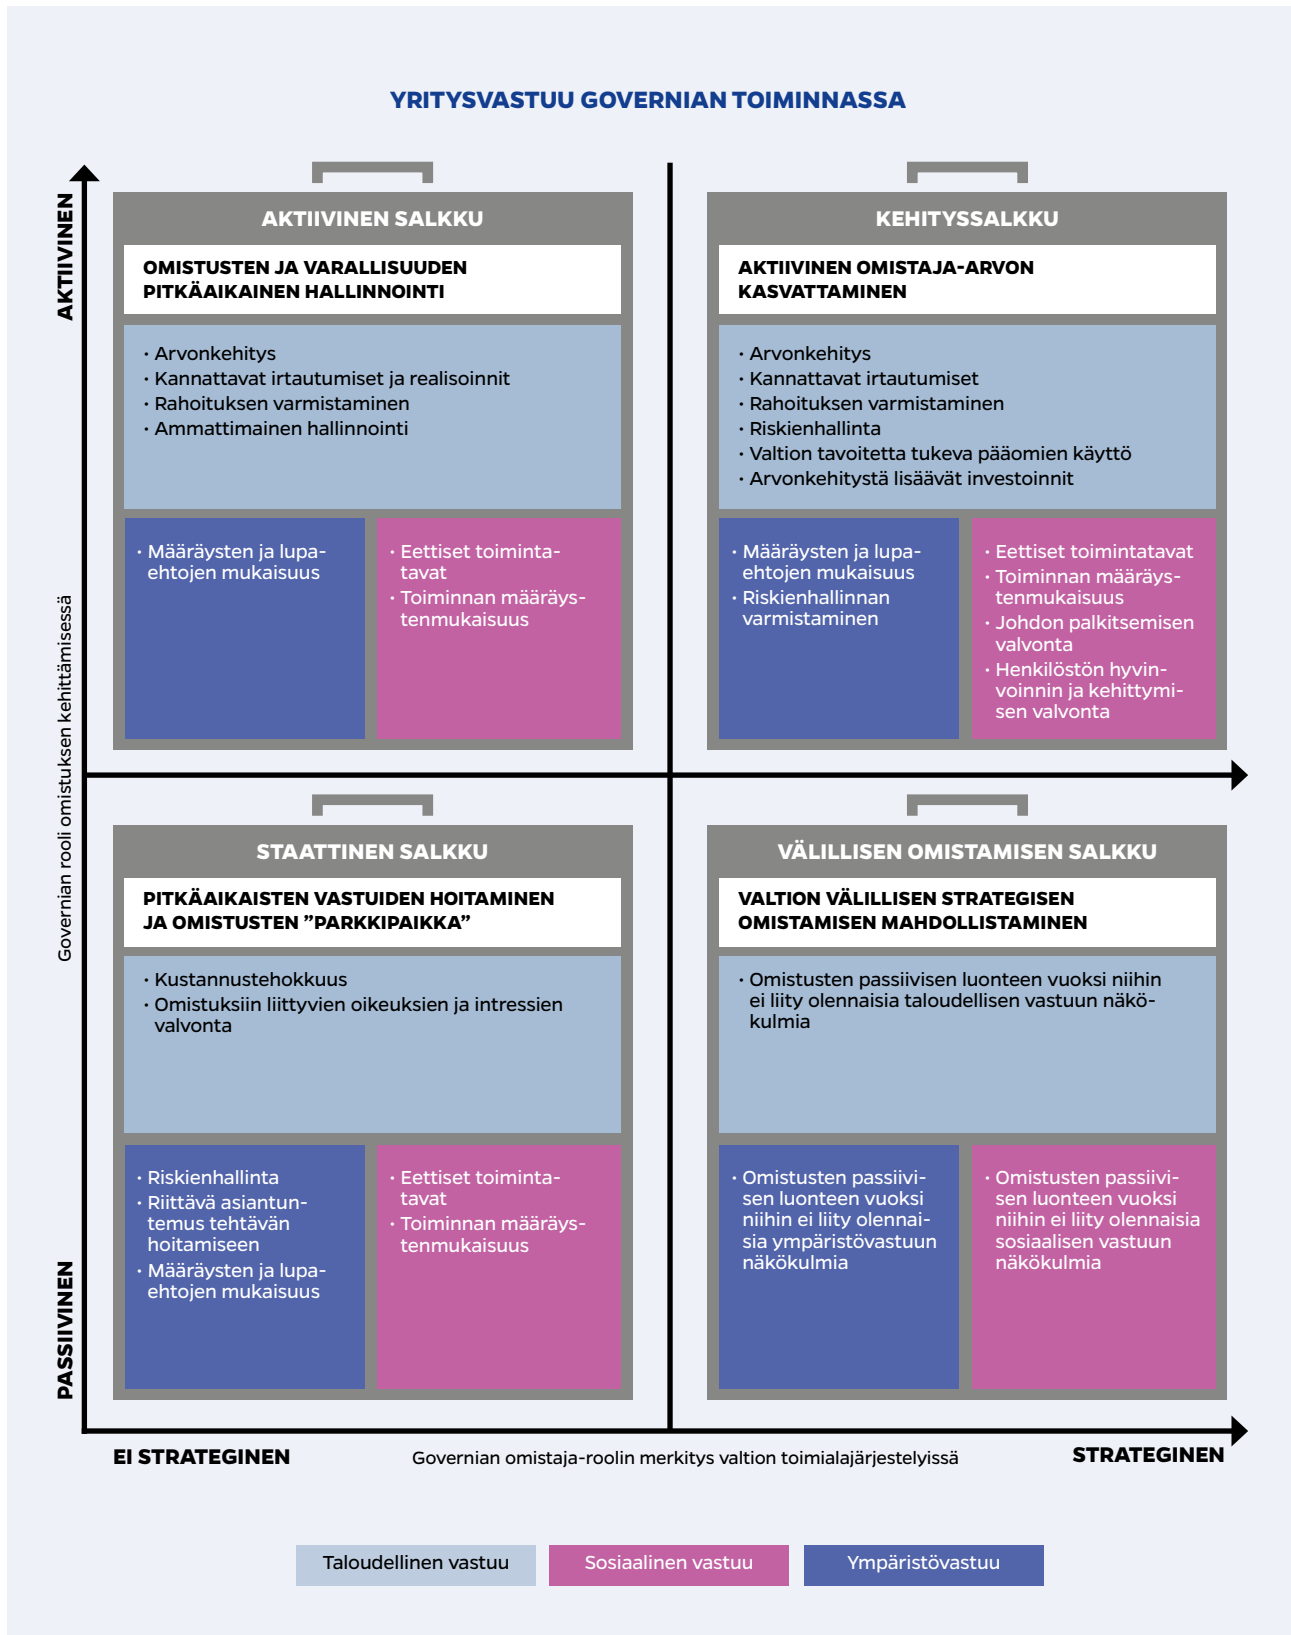 YRITYSVASTUU GOVERNIAN TOIMINNASSA
AKTIIVINEN
Governian rooli omistuksen kehittämisessä
PASSIIVINEN
AKTIIVINEN SALKKU
OMISTUSTEN JA VARALLISUUDEN
PITKÄAIKAINEN HALLINNOINTI
· Arvonkehitys
· Kannattavat irtautumiset ja realisoinnit
· Rahoituksen varmistaminen
· Ammattimainen hallinnointi
· Määräysten ja lupa-
ehtojen mukaisuus
· Eettiset toiminta-
tavat
· Toiminnan määräys-
tenmukaisuus
KEHITYSSALKKU
AKTIIVINEN OMISTAJA-ARVON
KASVATTAMINEN
· Arvonkehitys
· Kannattavat irtautumiset
· Rahoituksen varmistaminen
· Riskienhallinta
· Valtion tavoitetta tukeva pääomien käyttö
· Arvonkehitystä lisäävät investoinnit
· Määräysten ja lupa-
ehtojen mukaisuus
· Riskienhallinnan
varmistaminen
· Eettiset toimintatavat
· Toiminnan määräys-
tenmukaisuus
· Johdon palkitsemisen
valvonta
· Henkilöstön hyvin-
voinnin ja kehittymi-
sen valvonta
STAATTINEN SALKKU
PITKÄAIKAISTEN VASTUIDEN HOITAMINEN
JA OMISTUSTEN ”PARKKIPAIKKA”
· Kustannustehokkuus
· Omistuksiin liittyvien oikeuksien ja intressien
valvonta
· Riskienhallinta
· Riittävä asiantun-
temus tehtävän
hoitamiseen
· Määräysten ja lupa-
ehtojen mukaisuus
· Eettiset toiminta-
tavat
· Toiminnan määräys-
tenmukaisuus
VÄLILLISEN OMISTAMISEN SALKKU
VALTION VÄLILLISEN STRATEGISEN
OMISTAMISEN MAHDOLLISTAMINEN
· Omistusten passiivisen luonteen vuoksi niihin
ei liity olennaisia taloudellisen vastuun näkö-
kulmia
· Omistusten passiivi-
sen luonteen vuoksi
niihin ei liity olennai-
sia ympäristövastuun
näkökulmia
· Omistusten passiivi-
sen luonteen vuoksi
niihin ei liity olennaisia
sosiaalisen vastuun
näkökulmia
EI STRATEGINEN
Governian omistaja-roolin merkitys valtion toimialajärjestelyissä
STRATEGINEN
Taloudellinen vastuu
Sosiaalinen vastuu
Ympäristövastuu